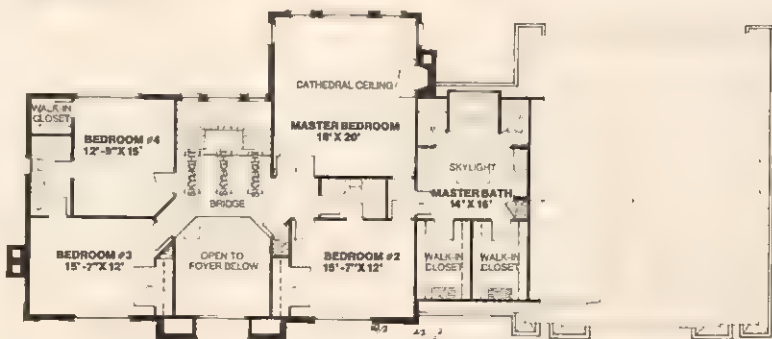 CATHEDRAL CEILING
MASTER BEDROOM
18' X 20'
WALK-IN
CLOSET
BEDROOM #4
12'-9" X 15'
SKYLIGHT
SKYLIGHT
SKYLIGHT
BRIDGE
SKYLIGHT
MASTER BATH
14' X 16'
BEDROOM #3
15'-7" X 12'
OPEN TO
FOYER BELOW
BEDROOM #2
15'-7" X 12'
WALK-IN
CLOSET
WALK-IN
CLOSET